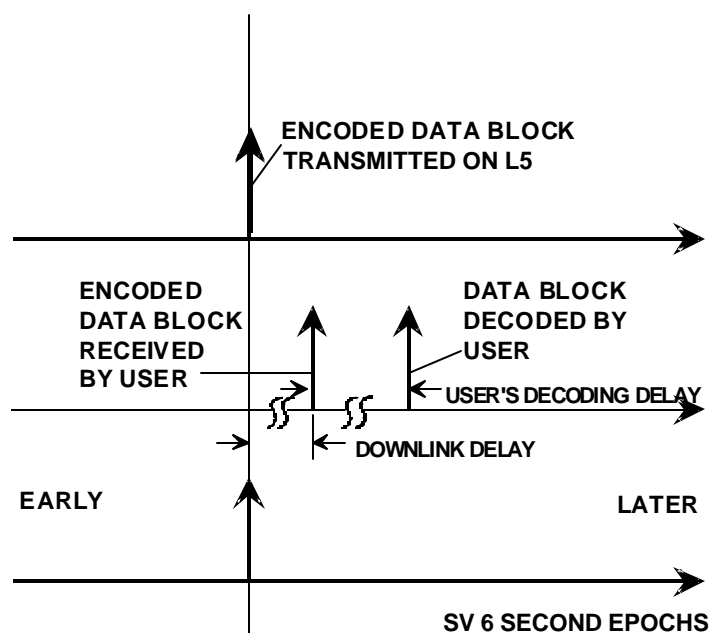 ENCODED DATA BLOCK
TRANSMITTED ON L5
ENCODED
DATA BLOCK
RECEIVED
BY USER
DATA BLOCK
DECODED BY
USER
USER'S DECODING DELAY
DOWNLINK DELAY
EARLY
LATER
SV 6 SECOND EPOCHS